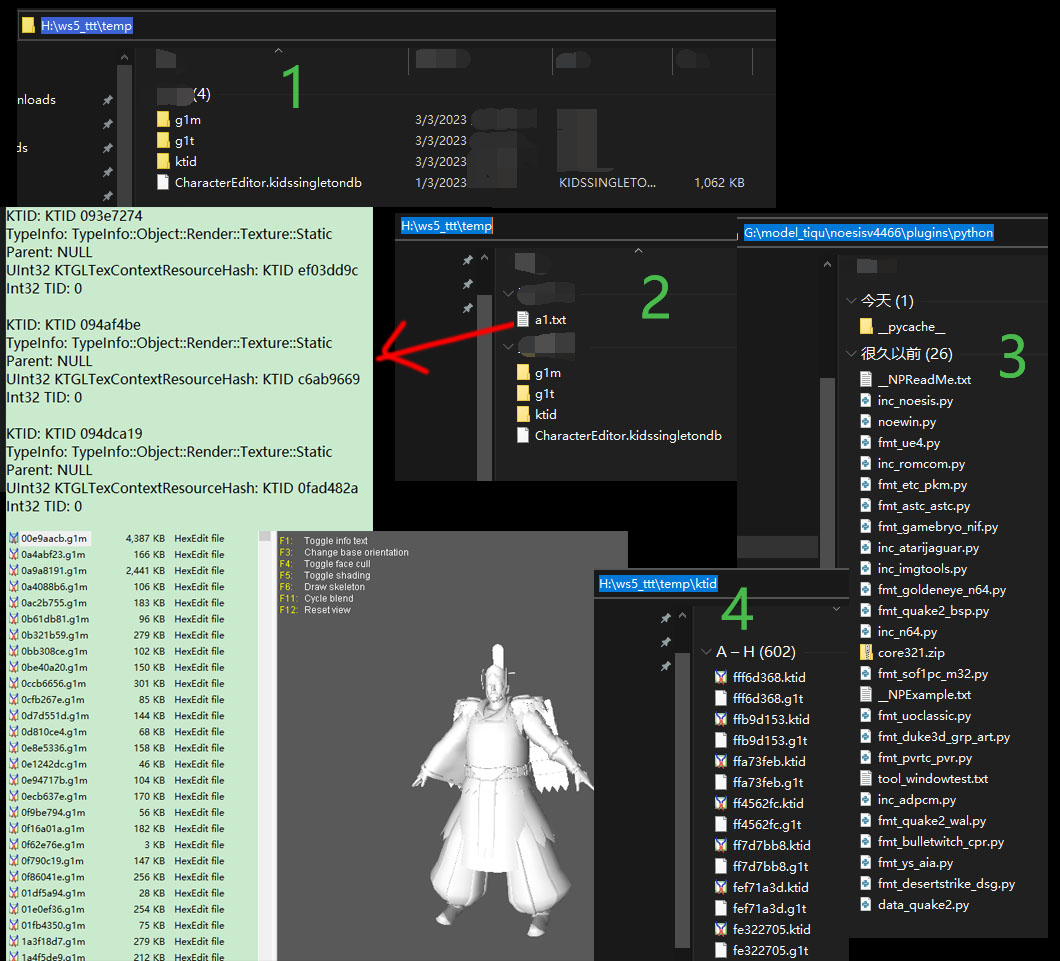 H:\ws5_ttt\temp
1
nloads
ds
(4)
g1m 3/3/2023
g1t 3/3/2023
ktid 3/3/2023
CharacterEditor.kidssingletondb 1/3/2023 KIDSSINGLETO... 1,062 KB
KTID: KTID 093e7274
TypeInfo: TypeInfo::Object::Render::Texture::Static
Parent: NULL
UInt32 KTGLTexContextResourceHash: KTID ef03dd9c
Int32 TID: 0
KTID: KTID 094af4be
TypeInfo: TypeInfo::Object::Render::Texture::Static
Parent: NULL
UInt32 KTGLTexContextResourceHash: KTID c6ab9669
Int32 TID: 0
KTID: KTID 094dca19
TypeInfo: TypeInfo::Object::Render::Texture::Static
Parent: NULL
UInt32 KTGLTexContextResourceHash: KTID 0fad482a
Int32 TID: 0
H:\ws5_ttt\temp
2
a1.txt
g1m
g1t
ktid
CharacterEditor.kidssingletondb
G:\model_tiqu\noesisv4466\plugins\python
3
今天 (1)
__pycache__
很久以前 (26)
__NPReadMe.txt
inc_noesis.py
noewin.py
fmt_ue4.py
inc_romcom.py
fmt_etc_pkm.py
fmt_astc_astc.py
fmt_gamebryo_nif.py
inc_atarijaguar.py
inc_imgtools.py
fmt_goldeneye_n64.py
fmt_quake2_bsp.py
inc_n64.py
core321.zip
fmt_sof1pc_m32.py
__NPExample.txt
fmt_uoclassic.py
fmt_duke3d_grp_art.py
fmt_pvrtc_pvr.py
tool_windowtest.txt
inc_adpcm.py
fmt_quake2_wal.py
fmt_bulletwitch_cpr.py
fmt_ys_aia.py
fmt_desertstrike_dsg.py
data_quake2.py
00e9aacb.g1m 4,387 KB HexEdit file
0a4abf23.g1m 166 KB HexEdit file
0a9a8191.g1m 2,441 KB HexEdit file
0a4088b6.g1m 106 KB HexEdit file
0ac2b755.g1m 183 KB HexEdit file
0b61db81.g1m 96 KB HexEdit file
0b321b59.g1m 279 KB HexEdit file
0bb308ce.g1m 102 KB HexEdit file
0be40a20.g1m 150 KB HexEdit file
0ccb6656.g1m 301 KB HexEdit file
0cfb267e.g1m 85 KB HexEdit file
0d7d551d.g1m 144 KB HexEdit file
0d810ce4.g1m 68 KB HexEdit file
0e8e5336.g1m 158 KB HexEdit file
0e1242dc.g1m 46 KB HexEdit file
0e94717b.g1m 104 KB HexEdit file
0ecb637e.g1m 170 KB HexEdit file
0f9be794.g1m 56 KB HexEdit file
0f16a01a.g1m 182 KB HexEdit file
0f62e76e.g1m 3 KB HexEdit file
0f790c19.g1m 147 KB HexEdit file
0f86041e.g1m 256 KB HexEdit file
01df5a94.g1m 28 KB HexEdit file
01e0ef36.g1m 254 KB HexEdit file
01fb4350.g1m 75 KB HexEdit file
1a3f18d7.g1m 279 KB HexEdit file
1a4f5de9.g1m 212 KB HexEdit file
F1: Toggle info text
F3: Change base orientation
F4: Toggle face cull
F5: Toggle shading
F6: Draw skeleton
F11: Cycle blend
F12: Reset view
H:\ws5_ttt\temp\ktid
4
A – H (602)
fff6d368.ktid
fff6d368.g1t
ffb9d153.ktid
ffb9d153.g1t
ffa73feb.ktid
ffa73feb.g1t
ff4562fc.ktid
ff4562fc.g1t
ff7d7bb8.ktid
ff7d7bb8.g1t
fef71a3d.ktid
fef71a3d.g1t
fe322705.ktid
fe322705.g1t